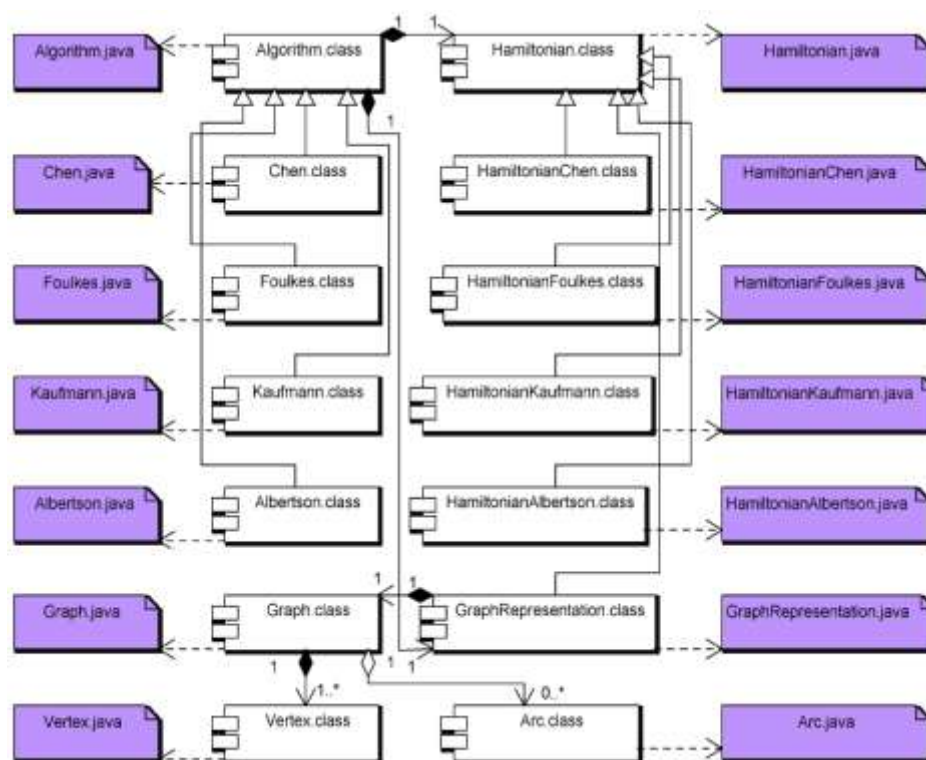 1
1
Algorithm.java
Algorithm.class
Hamiltonian.class
Hamiltonian.java
1
Chen.java
Chen.class
HamiltonianChen.class
HamiltonianChen.java
Foulkes.java
Foulkes.class
HamiltonianFoulkes.class
HamiltonianFoulkes.java
Kaufmann.java
Kaufmann.class
HamiltonianKaufmann.class
HamiltonianKaufmann.java
Albertson.java
Albertson.class
HamiltonianAlbertson.class
HamiltonianAlbertson.java
1
1
Graph.java
Graph.class
GraphRepresentation.class
GraphRepresentation.java
1
1
1
1..*
0..*
Vertex.java
Vertex.class
Arc.class
Arc.java